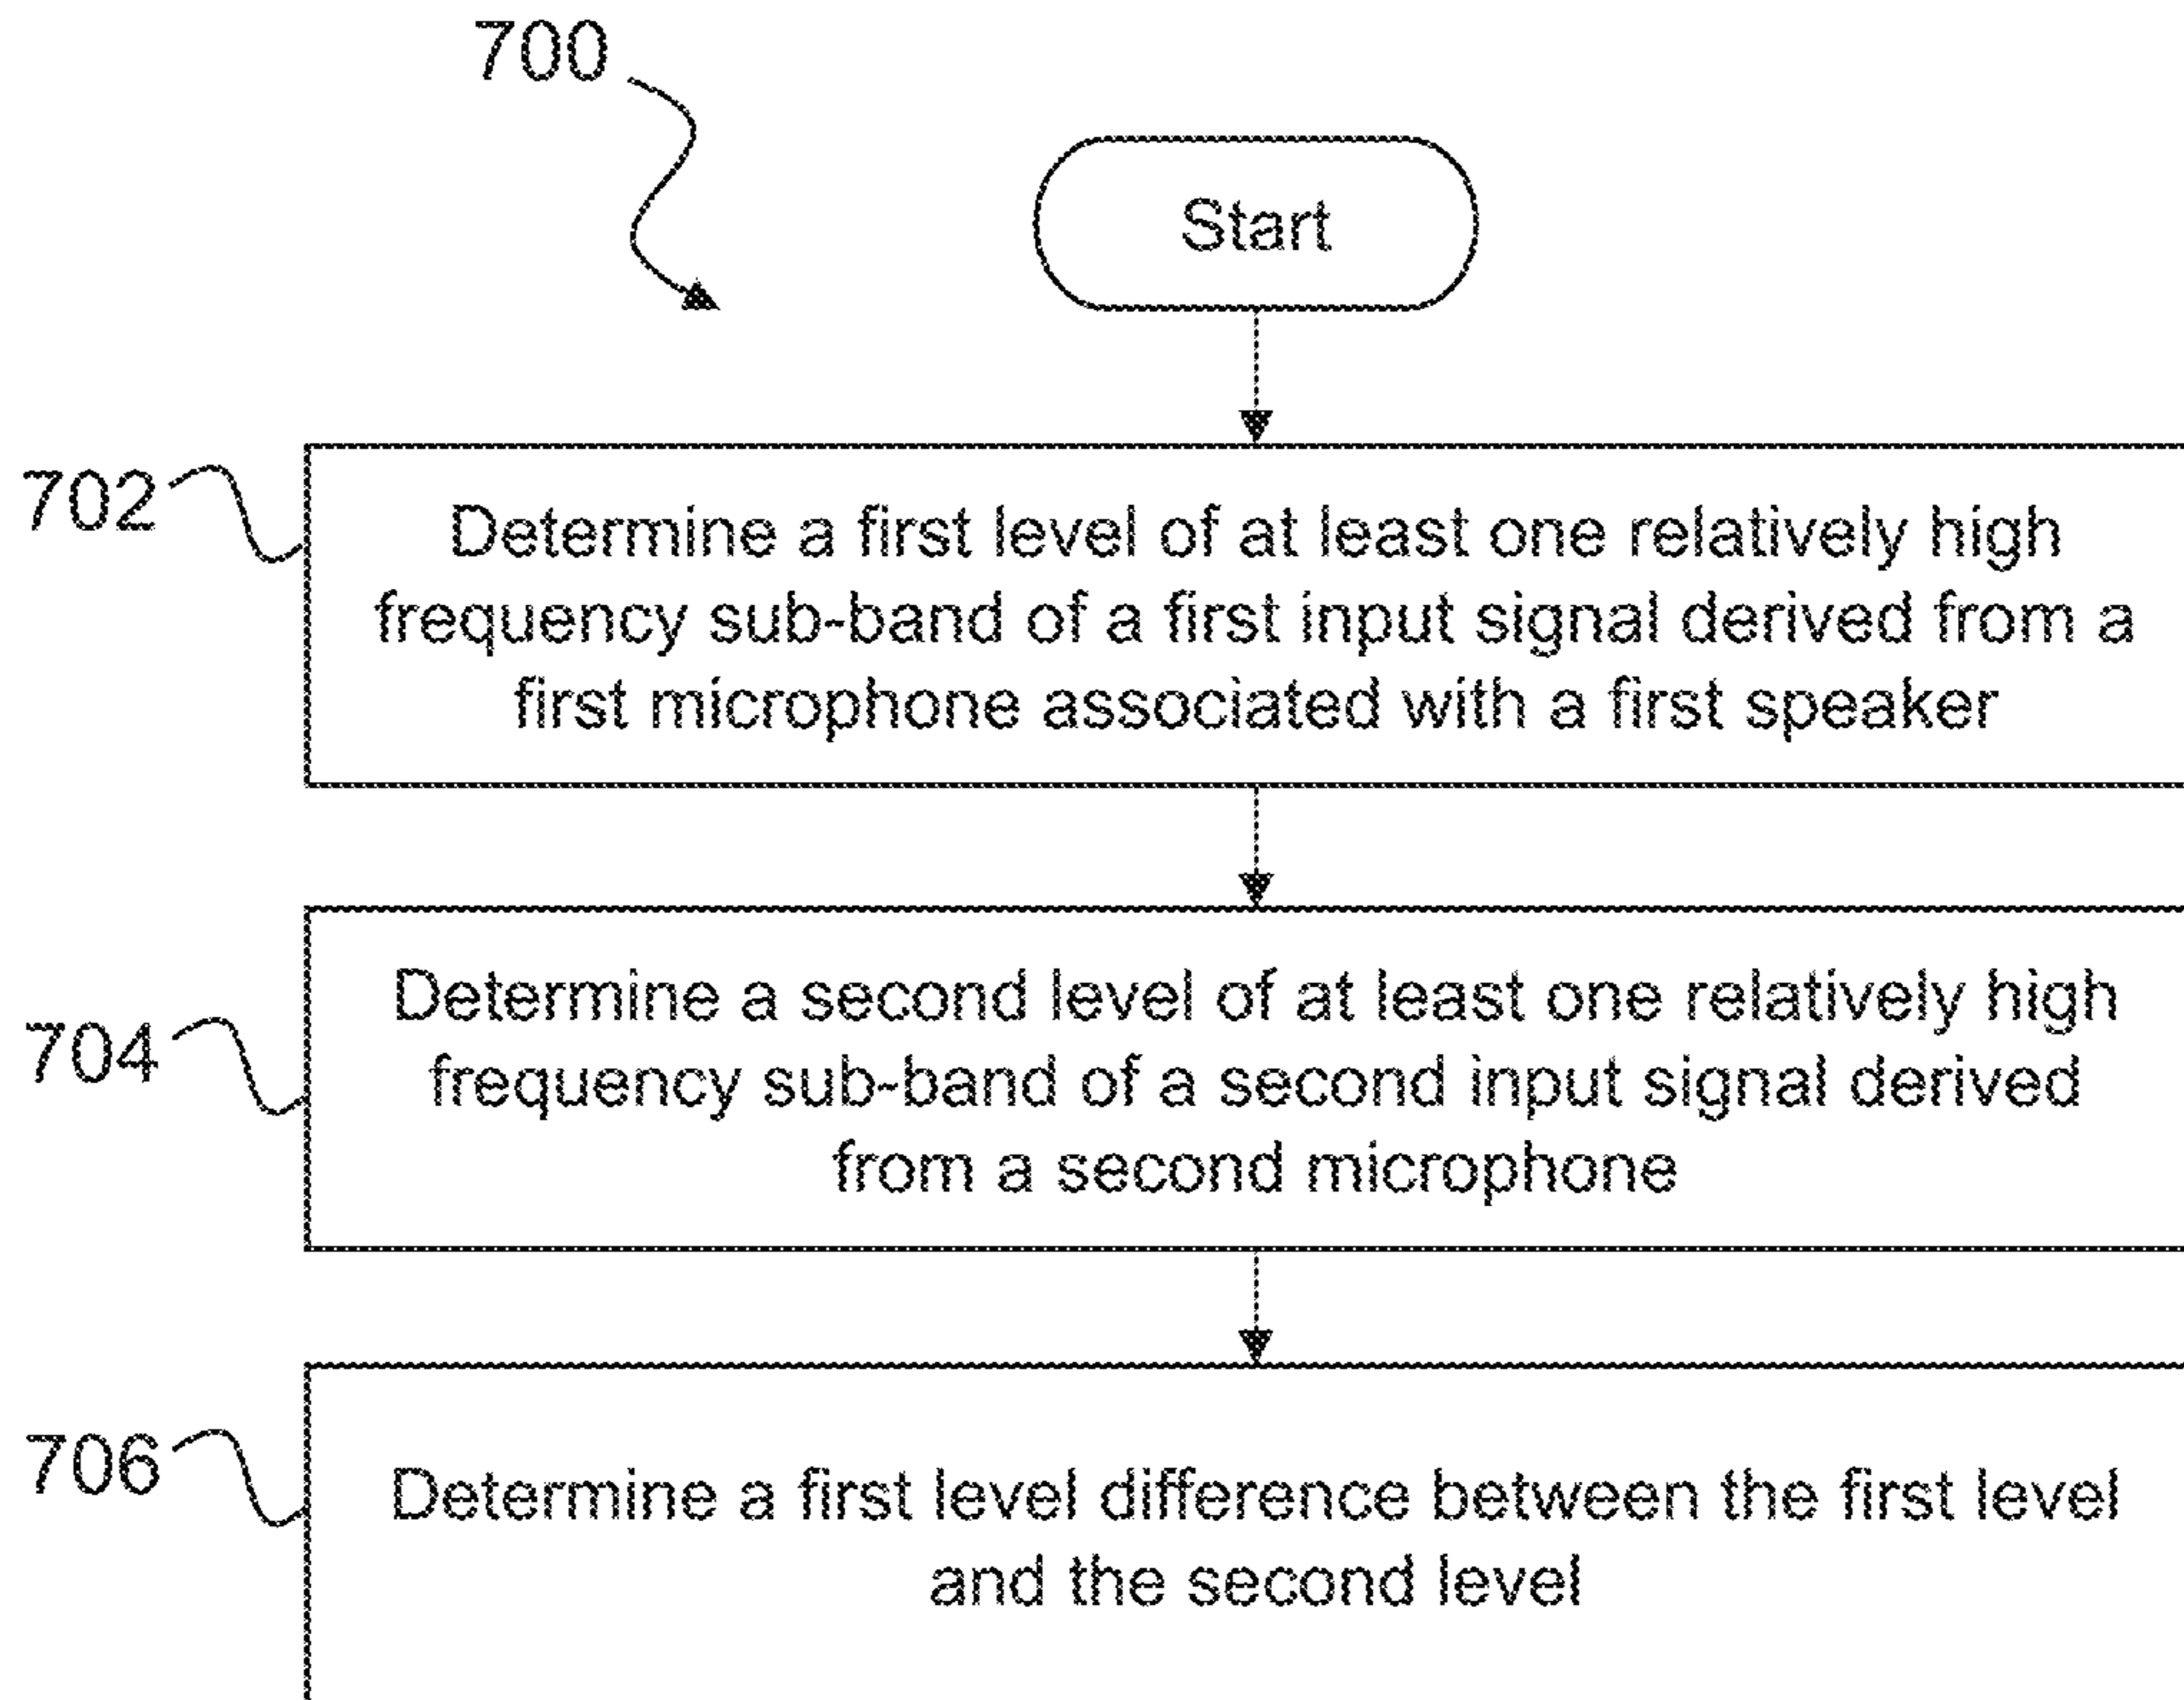 700
Start
702
Determine a first level of at least one relatively high
frequency sub-band of a first input signal derived from a
first microphone associated with a first speaker
704
Determine a second level of at least one relatively high
frequency sub-band of a second input signal derived
from a second microphone
706
Determine a first level difference between the first level
and the second level